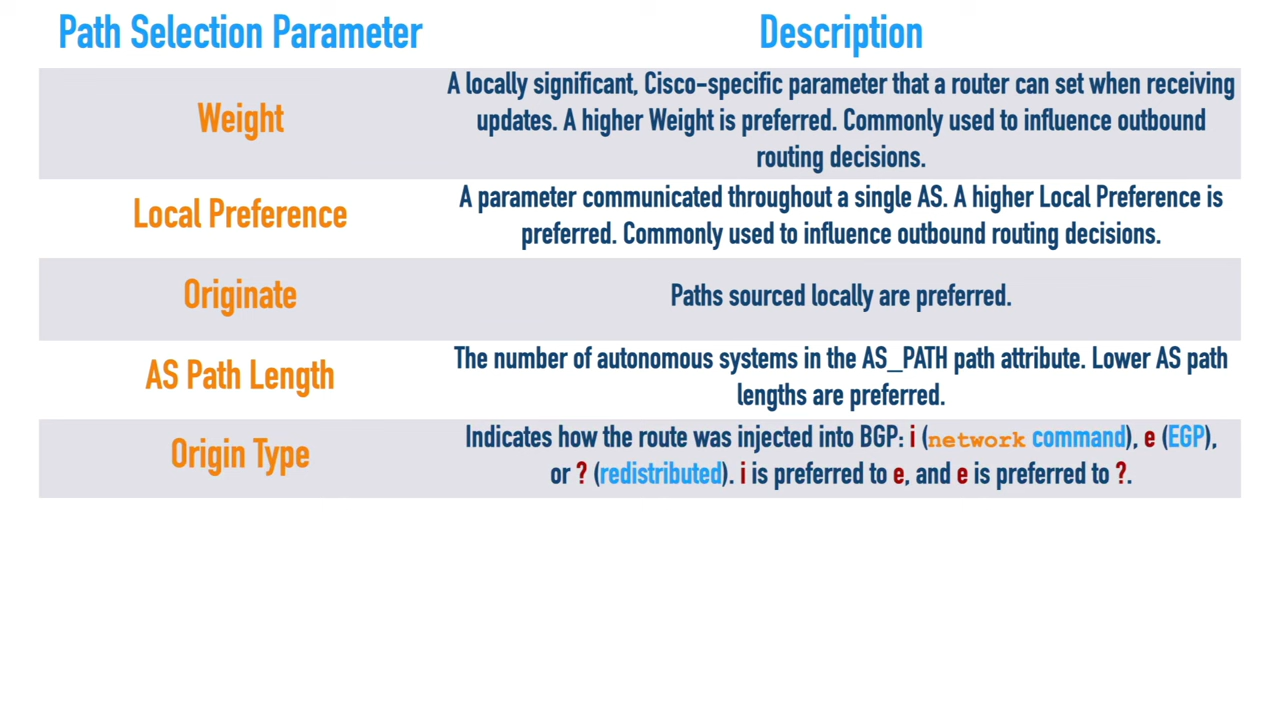 Path Selection Parameter
Description
Weight
A locally significant, Cisco-specific parameter that a router can set when receiving
updates. A higher Weight is preferred. Commonly used to influence outbound
routing decisions.
Local Preference
A parameter communicated throughout a single AS. A higher Local Preference is
preferred. Commonly used to influence outbound routing decisions.
Originate
Paths sourced locally are preferred.
AS Path Length
The number of autonomous systems in the AS_PATH path attribute. Lower AS path
lengths are preferred.
Origin Type
Indicates how the route was injected into BGP: i (network command), e (EGP),
or ? (redistributed). i is preferred to e, and e is preferred to ?.